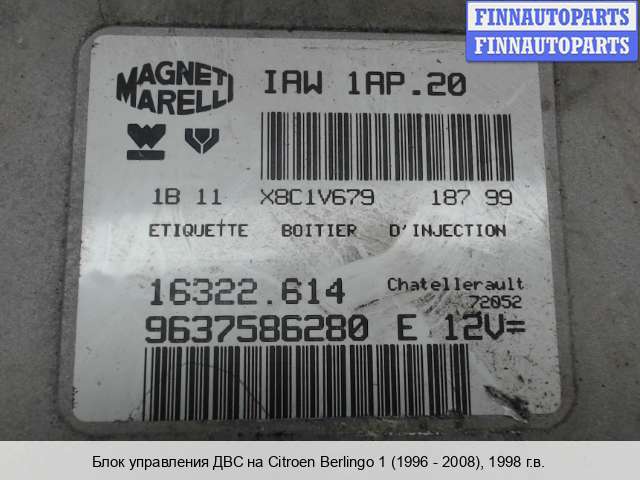 FINNAUTOPARTS
FINNAUTOPARTS
MAGNETI
MARELLI
IAW 1AP.20
1B 11 X8C1V679 187 99
ETIQUETTE BOITIER D'INJECTION
16322.614 Chatellerault
72052
9637586280 E 12V=
Блок управления ДВС на Citroen Berlingo 1 (1996 - 2008), 1998 г.в.